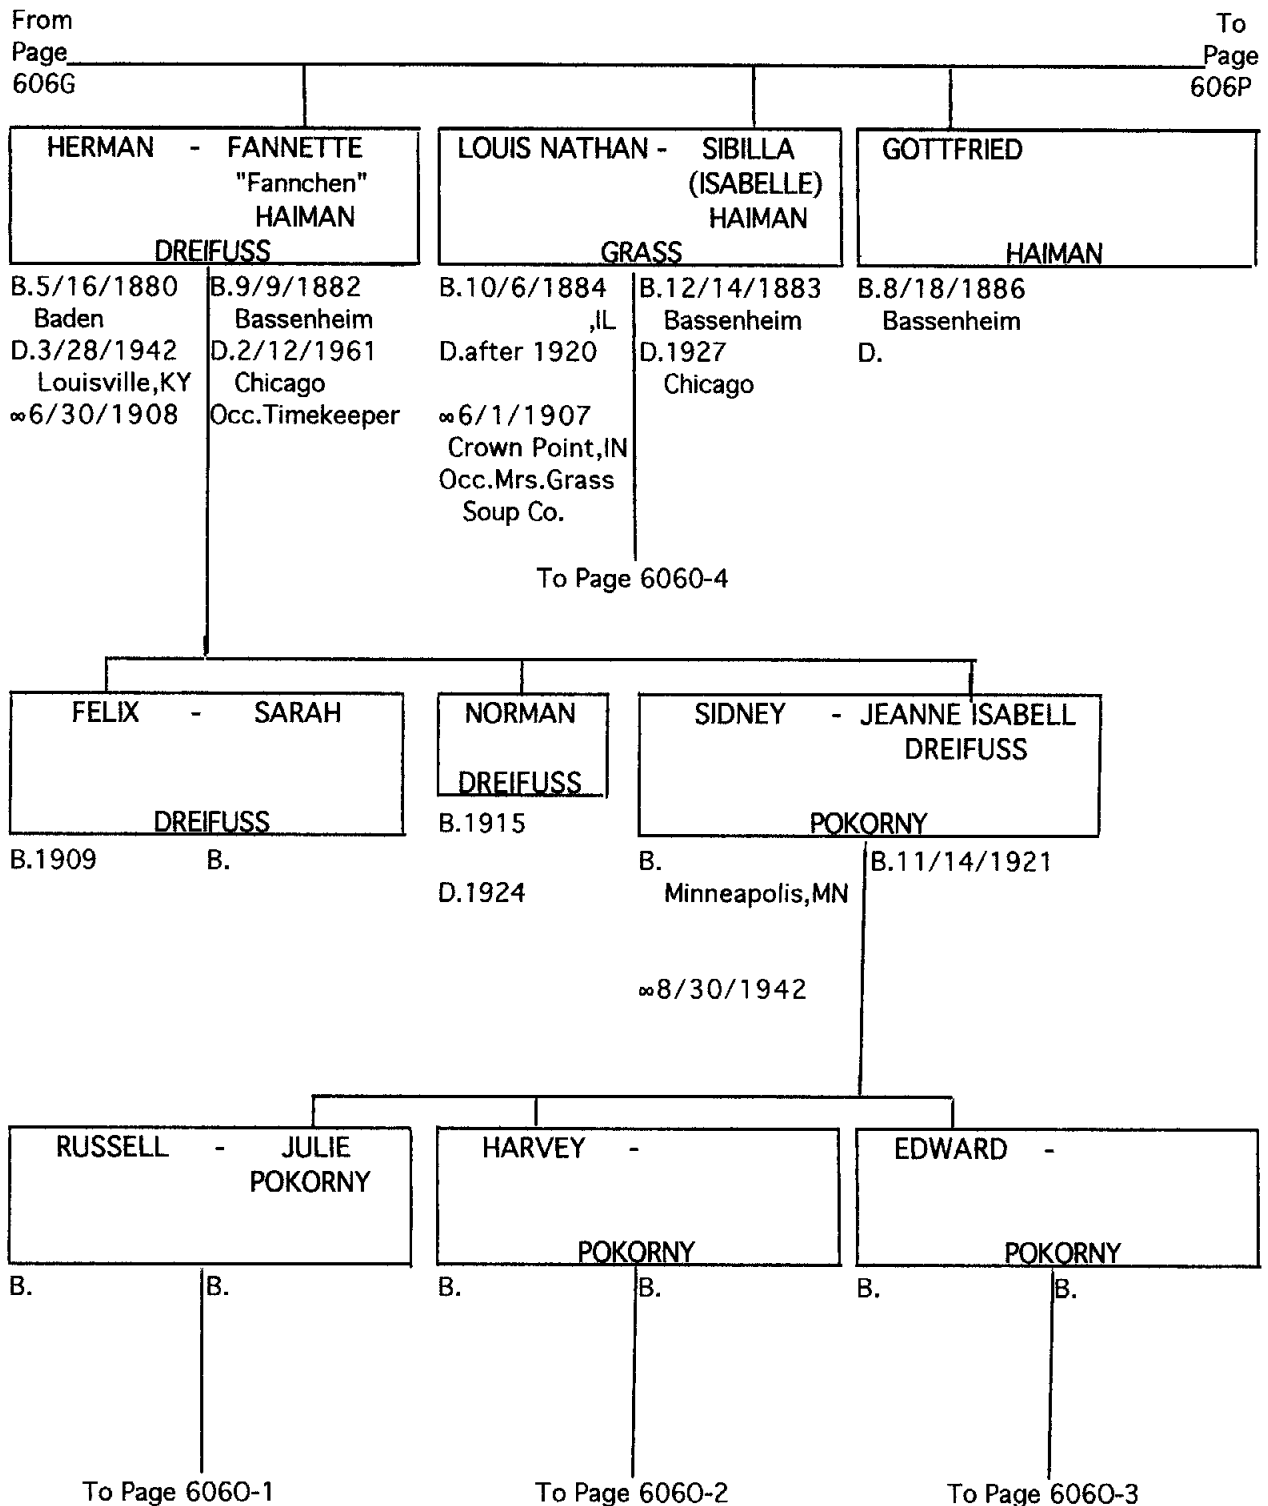 From
Page
606G
To
Page
606P
HERMAN - FANNETTE
"Fannchen"
HAIMAN
DREIFUSS
B.5/16/1880
Baden
D.3/28/1942
Louisville,KY
∞6/30/1908
B.9/9/1882
Bassenheim
D.2/12/1961
Chicago
Occ.Timekeeper
LOUIS NATHAN - SIBILLA
(ISABELLE)
HAIMAN
GRASS
B.10/6/1884
,IL
D.after 1920
∞6/1/1907
Crown Point,IN
Occ.Mrs.Grass
Soup Co.
B.12/14/1883
Bassenheim
D.1927
Chicago
To Page 606O-4
GOTTFRIED
HAIMAN
B.8/18/1886
Bassenheim
D.
FELIX - SARAH
DREIFUSS
B.1909
B.
NORMAN
DREIFUSS
B.1915
D.1924
SIDNEY - JEANNE ISABELL
DREIFUSS
POKORNY
B.
Minneapolis,MN
∞8/30/1942
B.11/14/1921
RUSSELL - JULIE
POKORNY
B.
B.
To Page 606O-1
HARVEY -
POKORNY
B.
B.
To Page 606O-2
EDWARD -
POKORNY
B.
B.
To Page 606O-3